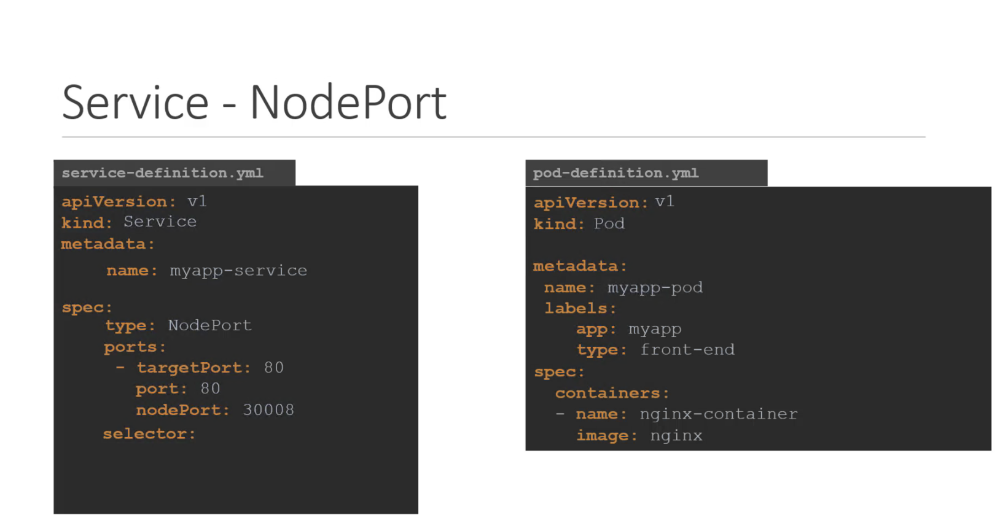 Service - NodePort
service-definition.yml
apiVersion: v1
kind: Service
metadata:
name: myapp-service
spec:
type: NodePort
ports:
- targetPort: 80
port: 80
nodePort: 30008
selector:
pod-definition.yml
apiVersion: v1
kind: Pod
metadata:
name: myapp-pod
labels:
app: myapp
type: front-end
spec:
containers:
- name: nginx-container
image: nginx